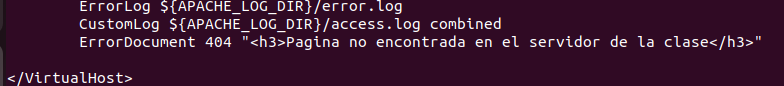 ErrorLog ${APACHE_LOG_DIR}/error.log
CustomLog ${APACHE_LOG_DIR}/access.log combined
ErrorDocument 404 "<h3>Pagina no encontrada en el servidor de la clase</h3>"
</VirtualHost>